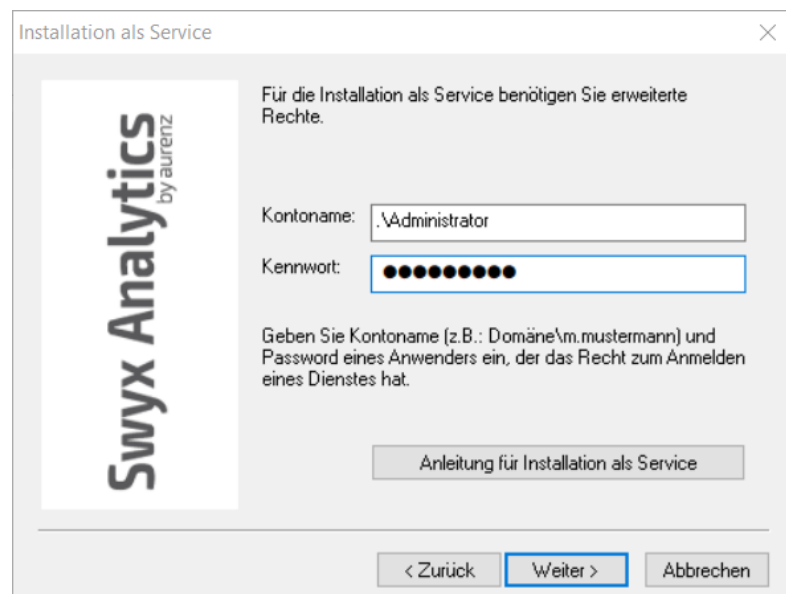 Installation als Service
Swyx Analytics
by aurenz
Für die Installation als Service benötigen Sie erweiterte
Rechte.
Kontoname:
.\Administrator
Kennwort:
●●●●●●●●●
Geben Sie Kontoname (z.B.: Domäne\m.mustermann) und
Password eines Anwenders ein, der das Recht zum Anmelden
eines Dienstes hat.
Anleitung für Installation als Service
< Zurück
Weiter >
Abbrechen